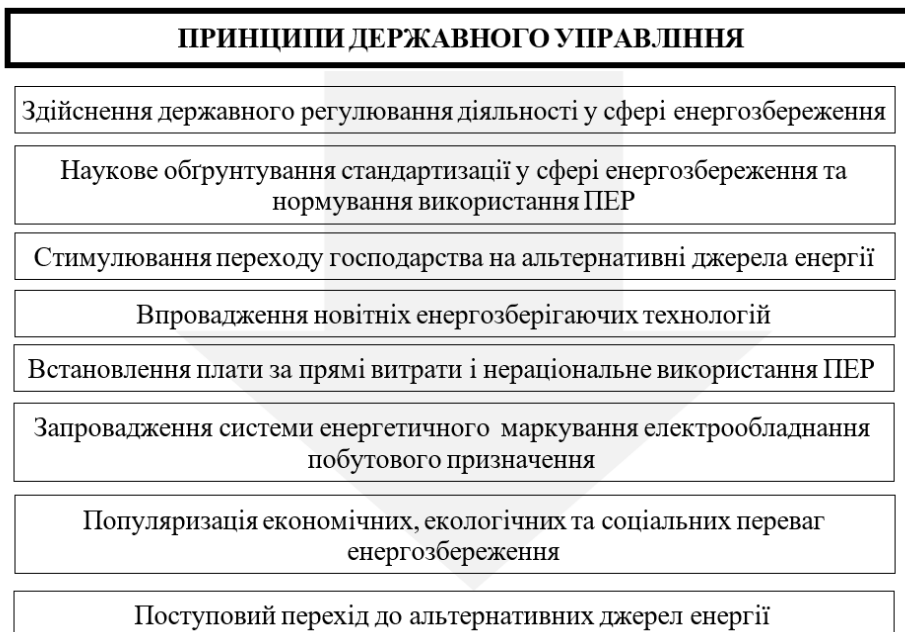 ПРИНЦИПИ ДЕРЖАВНОГО УПРАВЛІННЯ
Здійснення державного регулювання діяльності у сфері енергозбереження
Наукове обґрунтування стандартизації у сфері енергозбереження та
нормування використання ПЕР
Стимулювання переходу господарства на альтернативні джерела енергії
Впровадження новітніх енергозберігаючих технологій
Встановлення плати за прямі витрати і нераціональне використання ПЕР
Запровадження системи енергетичного маркування електрообладнання
побутового призначення
Популяризація економічних, екологічних та соціальних переваг
енергозбереження
Поступовий перехід до альтернативних джерел енергії